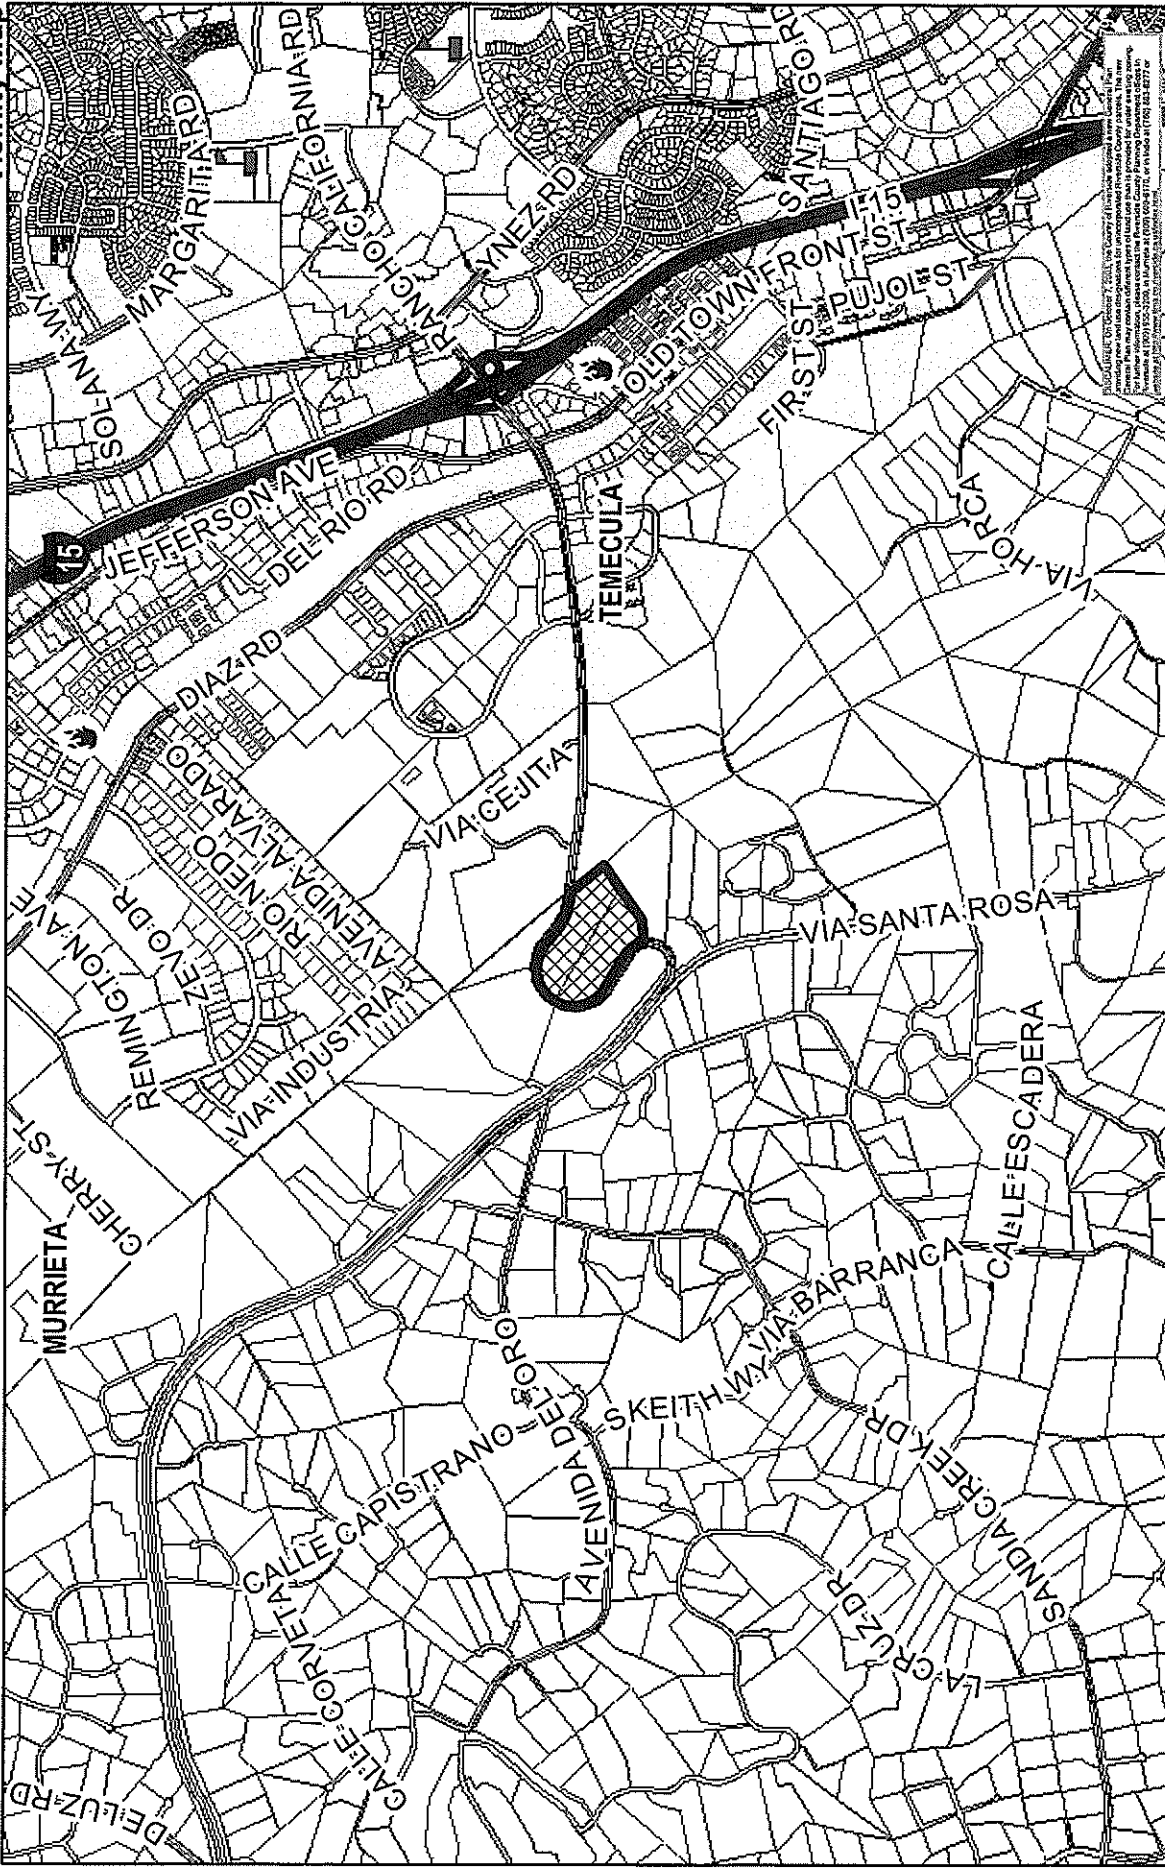 MURRIETA
CHERRY ST
REMINGTON AVE
ZEVO DR
RIO NEDO
AVENIDA ALVARADO
VIA INDUSTRIA
DIAZ RD
15
JEFFERSON AVE
DEL RIO RD
SOLANA WY
MARGARITA RD
RANCHO CALIFORNIA RD
YNEZ RD
I-15
SANTIAGO RD
OLD TOWN FRONT ST
FIRST ST
PUJOL ST
TEMECULA
VIA CEJITA
VIA HORCA
VIA SANTA ROSA
CALLE ESCADERA
VIA BARRANCA
S KEITH WY
AVENIDA DEL ORO
CALLE CAPISTRANO
CALLE CORVETA
SANDIA CREEK DR
LA CRUZ DR
DE LUZ RD